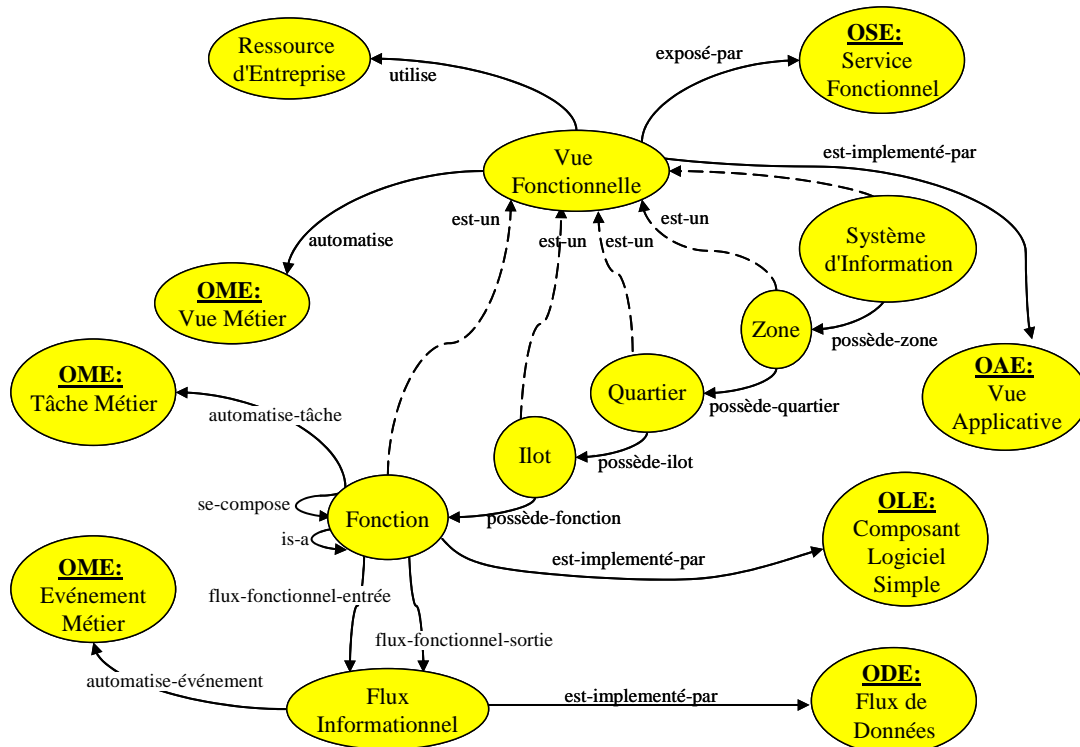 Ressource
d'Entreprise
utilise
exposé-par
OSE:
Service
Fonctionnel
Vue
Fonctionnelle
est-implementé-par
est-un
est-un
est-un
est-un
automatise
Système
d'Information
OME:
Vue Métier
Zone
possède-zone
OME:
Tâche Métier
automatise-tâche
Quartier
possède-quartier
OAE:
Vue
Applicative
Ilot
possède-ilot
se-compose
Fonction
possède-fonction
is-a
est-implementé-par
OLE:
Composant
Logiciel
Simple
OME:
Evénement
Métier
flux-fonctionnel-entrée
flux-fonctionnel-sortie
automatise-événement
Flux
Informationnel
est-implementé-par
ODE:
Flux de
Données